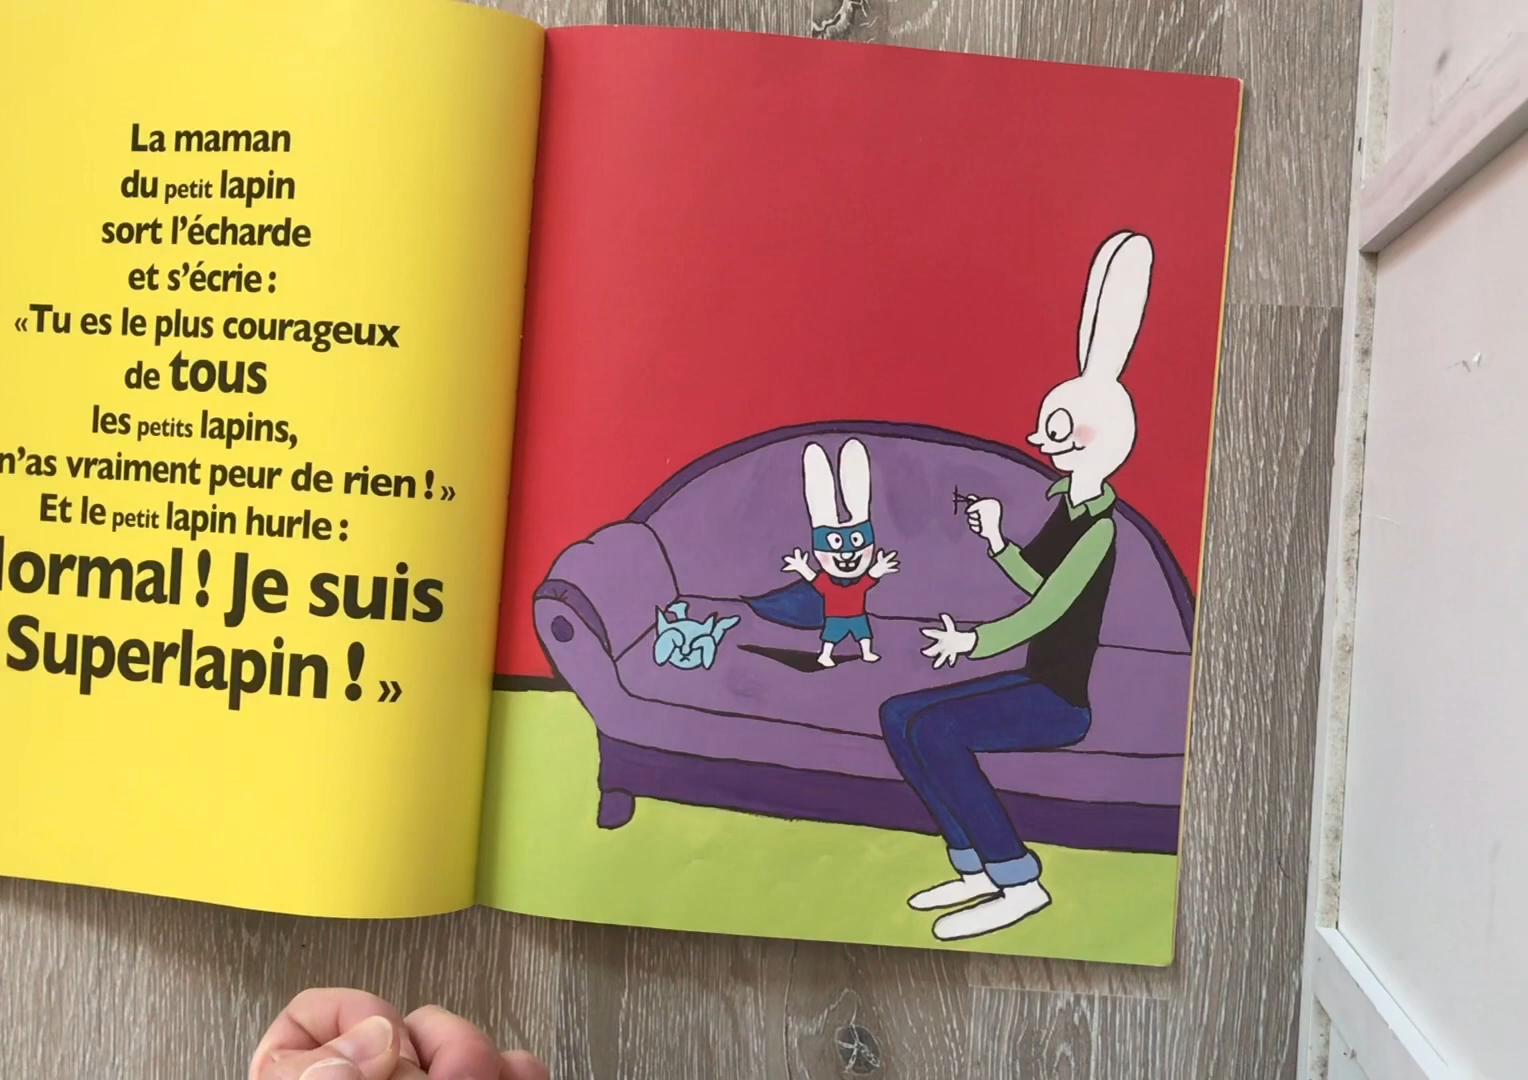 La maman
du petit lapin
sort l’écharde
et s’écrie :
«Tu es le plus courageux
de tous
les petits lapins,
n’as vraiment peur de rien ! »
Et le petit lapin hurle :
ormal ! Je suis
Superlapin ! »